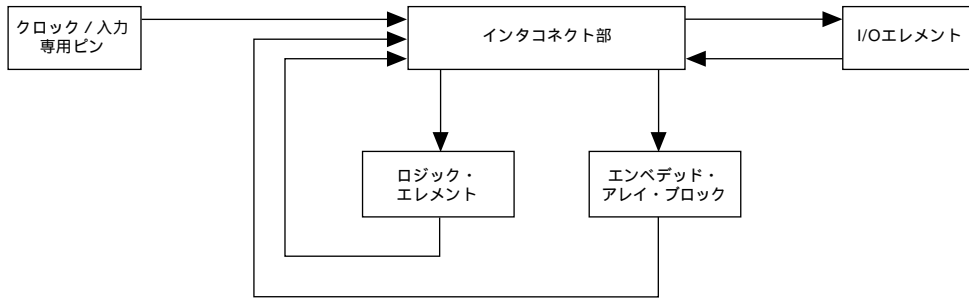 クロック / 入力
専用ピン
インタコネクト部
I/Oエレメント
ロジック・
エレメント
エンベデッド・
アレイ・ブロック